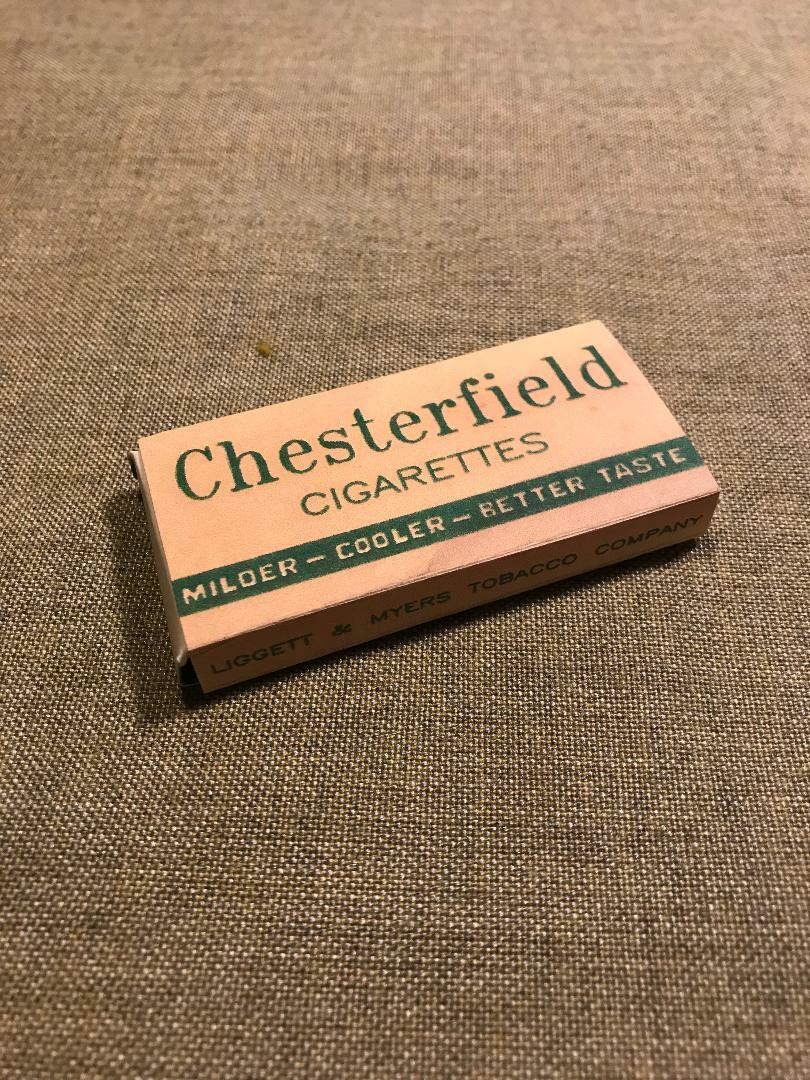 Chesterfield
CIGARETTES
MILDER — COOLER — BETTER TASTE
LIGGETT & MYERS TOBACCO COMPANY